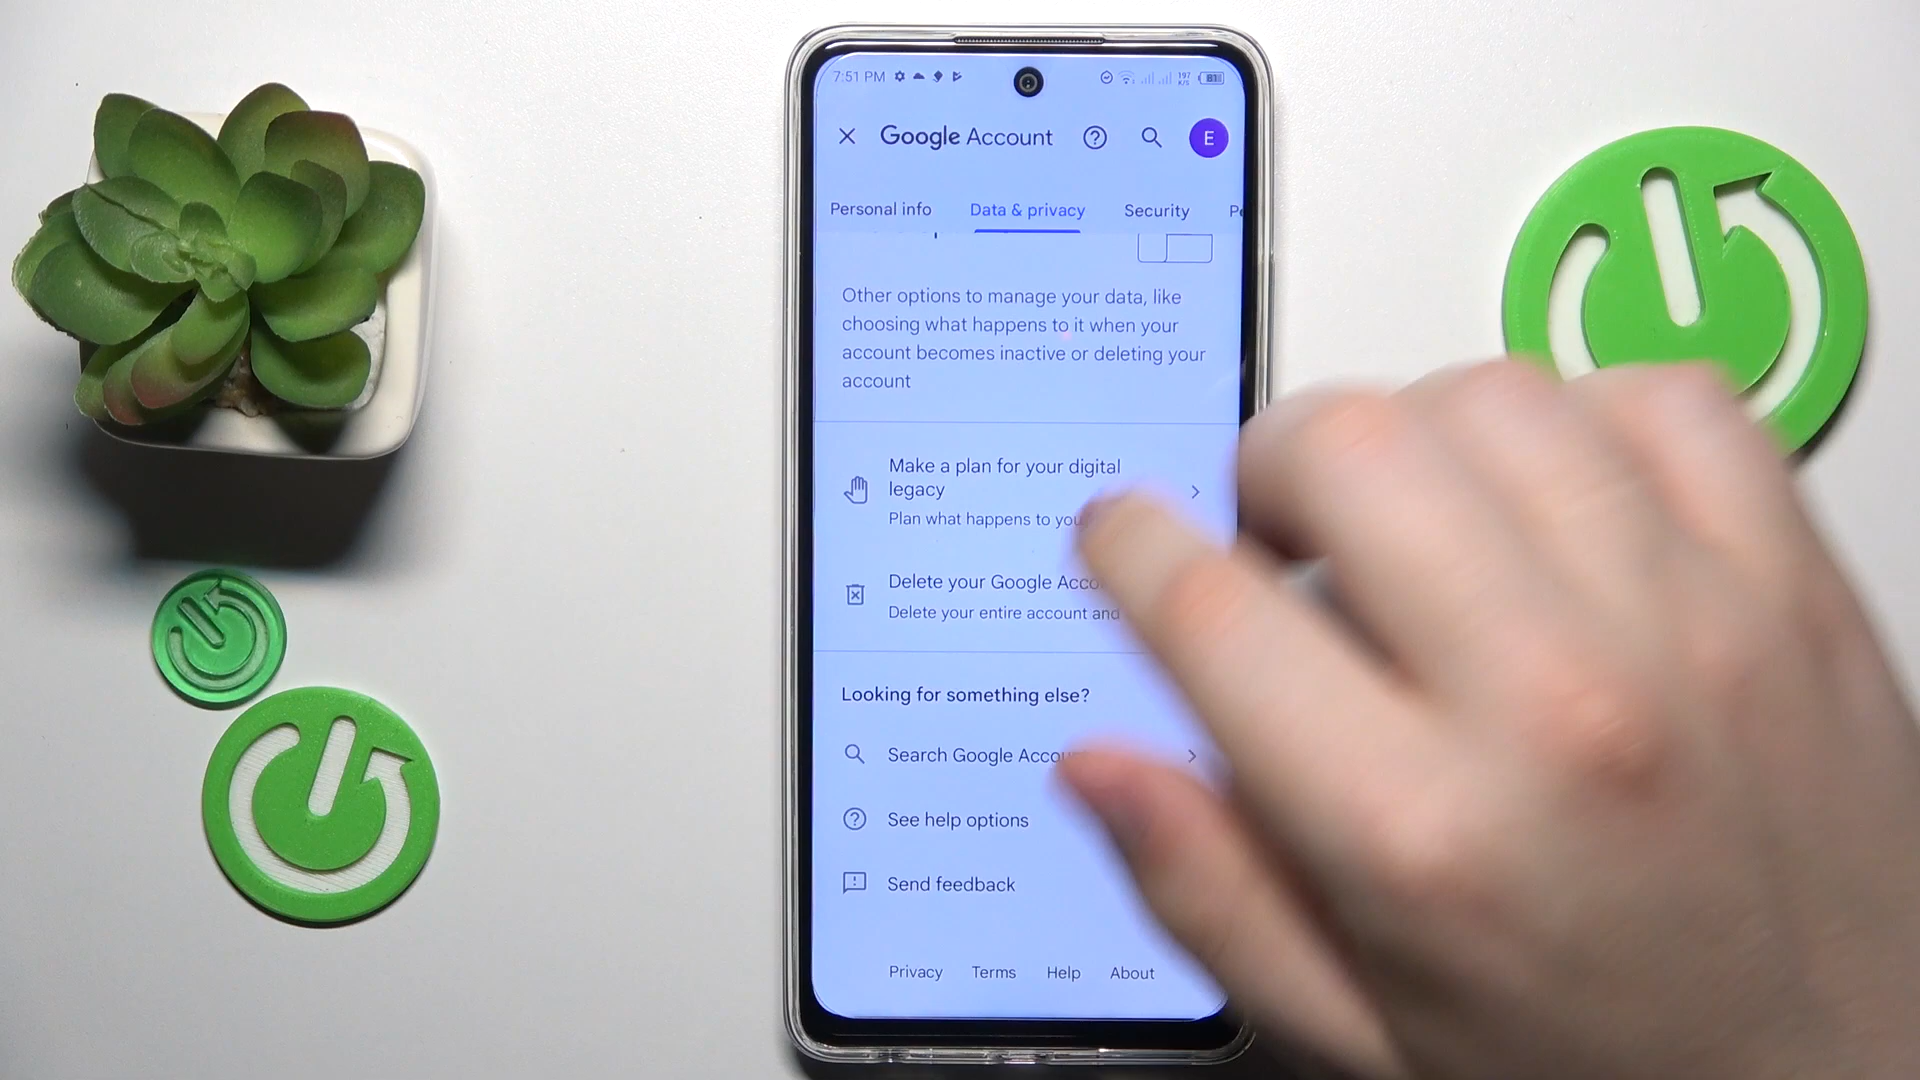 7:51 PM 197 K/S 81
Google Account E
Personal info Data & privacy Security
Other options to manage your data, like
choosing what happens to it when your
account becomes inactive or deleting your
account
Make a plan for your digital
legacy
Plan what happens to
Delete your Google
Delete your entire account and
Looking for something else?
Search Google
See help options
Send feedback
Privacy Terms Help About